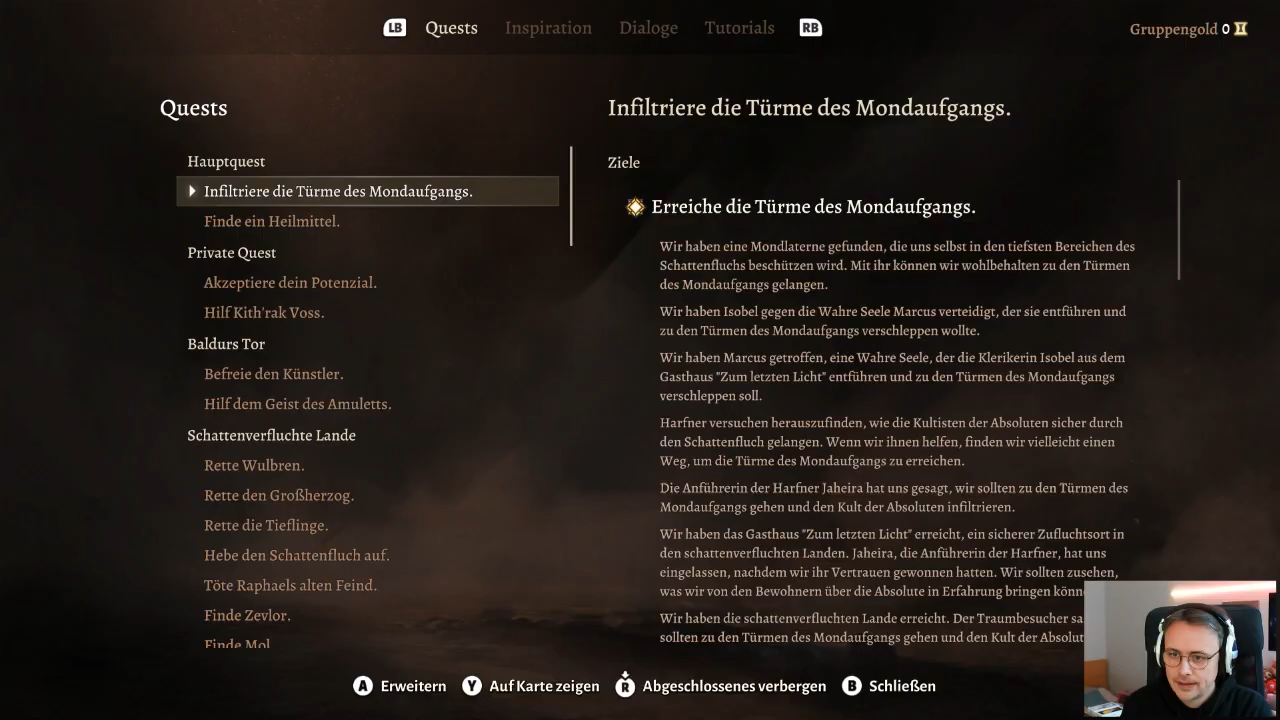 LB Quests Inspiration Dialoge Tutorials RB
Gruppengold 0
Quests
Hauptquest
Infiltriere die Türme des Mondaufgangs.
Finde ein Heilmittel.
Private Quest
Akzeptiere dein Potenzial.
Hilf Kith'rak Voss.
Baldurs Tor
Befreie den Künstler.
Hilf dem Geist des Amuletts.
Schattenverfluchte Lande
Rette Wulbren.
Rette den Großherzog.
Rette die Tieflinge.
Hebe den Schattenfluch auf.
Töte Raphaels alten Feind.
Finde Zevlor.
Finde Mol
Infiltriere die Türme des Mondaufgangs.
Ziele
Erreiche die Türme des Mondaufgangs.
Wir haben eine Mondlaterne gefunden, die uns selbst in den tiefsten Bereichen des
Schattenfluchs beschützen wird. Mit ihr können wir wohlbehalten zu den Türmen
des Mondaufgangs gelangen.
Wir haben Isobel gegen die Wahre Seele Marcus verteidigt, der sie entführen und
zu den Türmen des Mondaufgangs verschleppen wollte.
Wir haben Marcus getroffen, eine Wahre Seele, der die Klerikerin Isobel aus dem
Gasthaus "Zum letzten Licht" entführen und zu den Türmen des Mondaufgangs
verschleppen soll.
Harfner versuchen herauszufinden, wie die Kultisten der Absoluten sicher durch
den Schattenfluch gelangen. Wenn wir ihnen helfen, finden wir vielleicht einen
Weg, um die Türme des Mondaufgangs zu erreichen.
Die Anführerin der Harfner Jaheira hat uns gesagt, wir sollten zu den Türmen des
Mondaufgangs gehen und den Kult der Absoluten infiltrieren.
Wir haben das Gasthaus "Zum letzten Licht" erreicht, ein sicherer Zufluchtsort in
den schattenverfluchten Landen. Jaheira, die Anführerin der Harfner, hat uns
eingelassen, nachdem wir ihr Vertrauen gewonnen hatten. Wir sollten zusehen,
was wir von den Bewohnern über die Absolute in Erfahrung bringen könn
Wir haben die schattenverfluchten Lande erreicht. Der Traumbesucher sa
sollten zu den Türmen des Mondaufgangs gehen und den Kult der Absolut
A Erweitern Y Auf Karte zeigen R Abgeschlossenes verbergen B Schließen